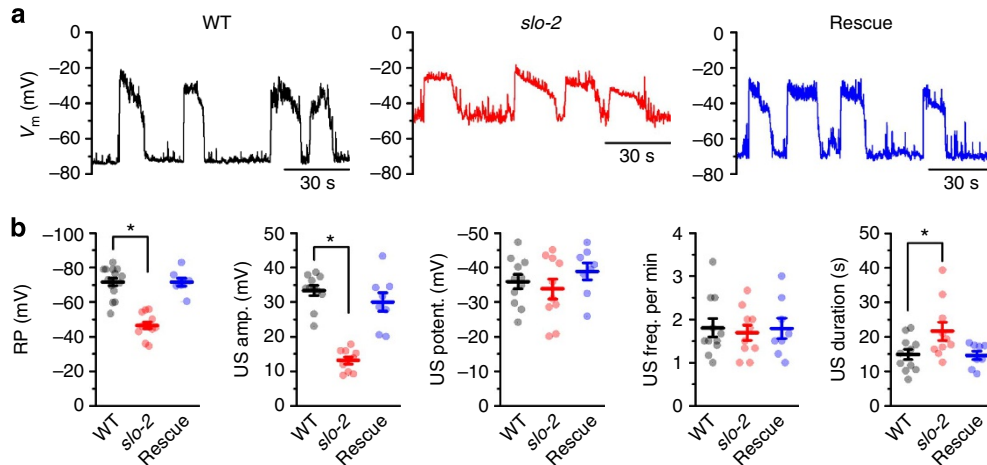 a
WT
slo-2
Rescue
Vm (mV)
0
−20
−40
−60
−80
30 s
0
−20
−40
−60
−80
30 s
0
−20
−40
−60
−80
30 s
b
RP (mV)
−100
−80
−60
−40
−20
0
*
WT
slo-2
Rescue
US amp. (mV)
50
40
30
20
10
0
*
WT
slo-2
Rescue
US potent. (mV)
−50
−40
−30
−20
−10
0
WT
slo-2
Rescue
US freq. per min
4
3
2
1
0
WT
slo-2
Rescue
US duration (s)
50
40
30
20
10
0
*
WT
slo-2
Rescue